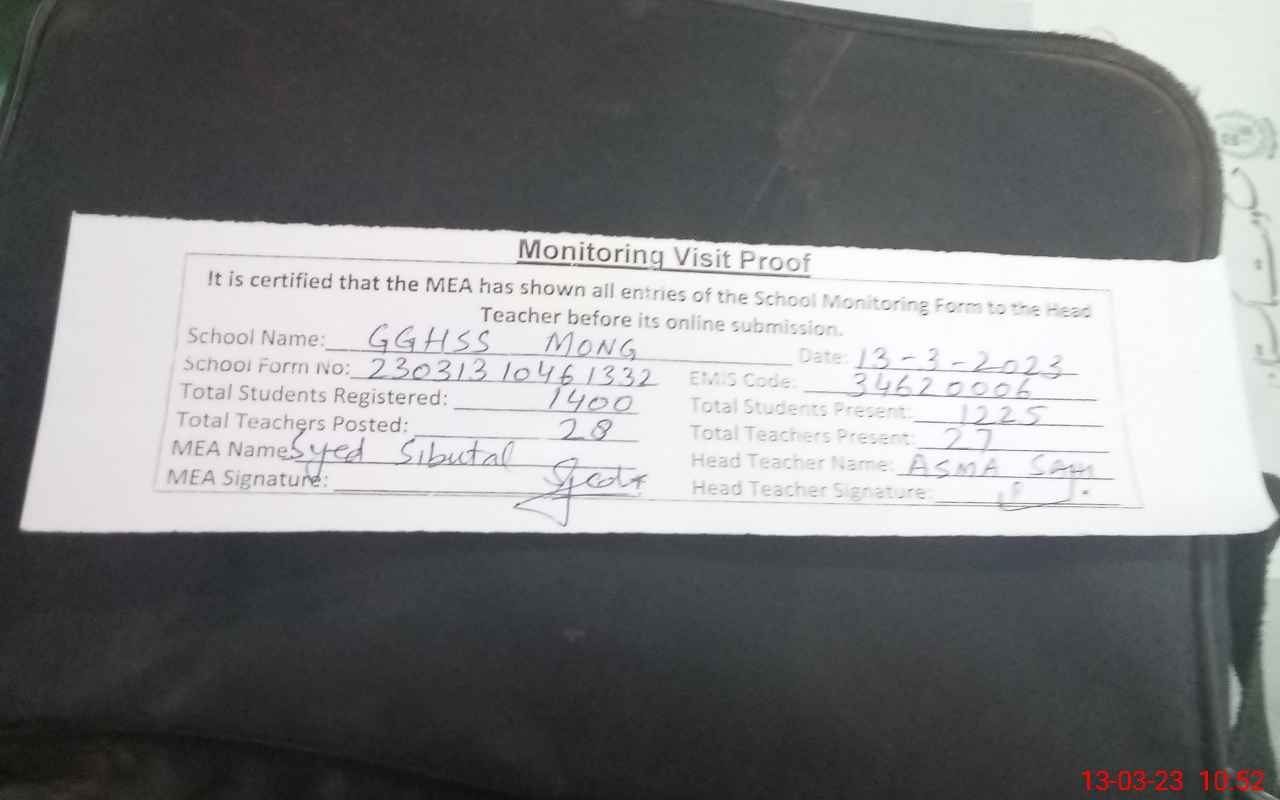 Monitoring Visit Proof
It is certified that the MEA has shown all entries of the School Monitoring Form to the Head
Teacher before its online submission.
School Name: GGHSS MONG Date: 13-3-2023
School Form No: 23031310461332 EMIS Code: 34620006
Total Students Registered: 1400 Total Students Present: 1225
Total Teachers Posted: 28 Total Teachers Present: 27
MEA Name Syed Sibutal Head Teacher Name: ASMA
MEA Signature: Head Teacher Signature:
13-03-23 10:52